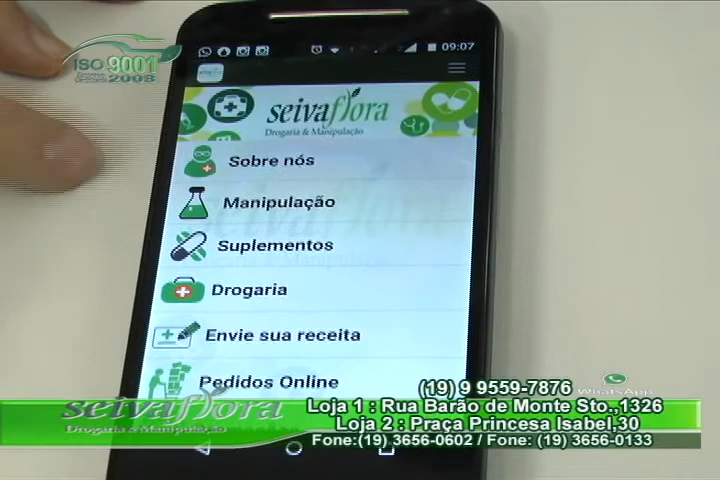 ISO 9001
2008
09:07
seivaflora
Drogaria & Manipulação
Sobre nós
Manipulação
Suplementos
Drogaria
Envie sua receita
Pedidos Online
(19) 9 9559-7876
WhatsApp
seivaflora
Drogaria & Manipulação
Loja 1 : Rua Barão de Monte Sto.,1326
Loja 2 : Praça Princesa Isabel,30
Fone:(19) 3656-0602 / Fone: (19) 3656-0133